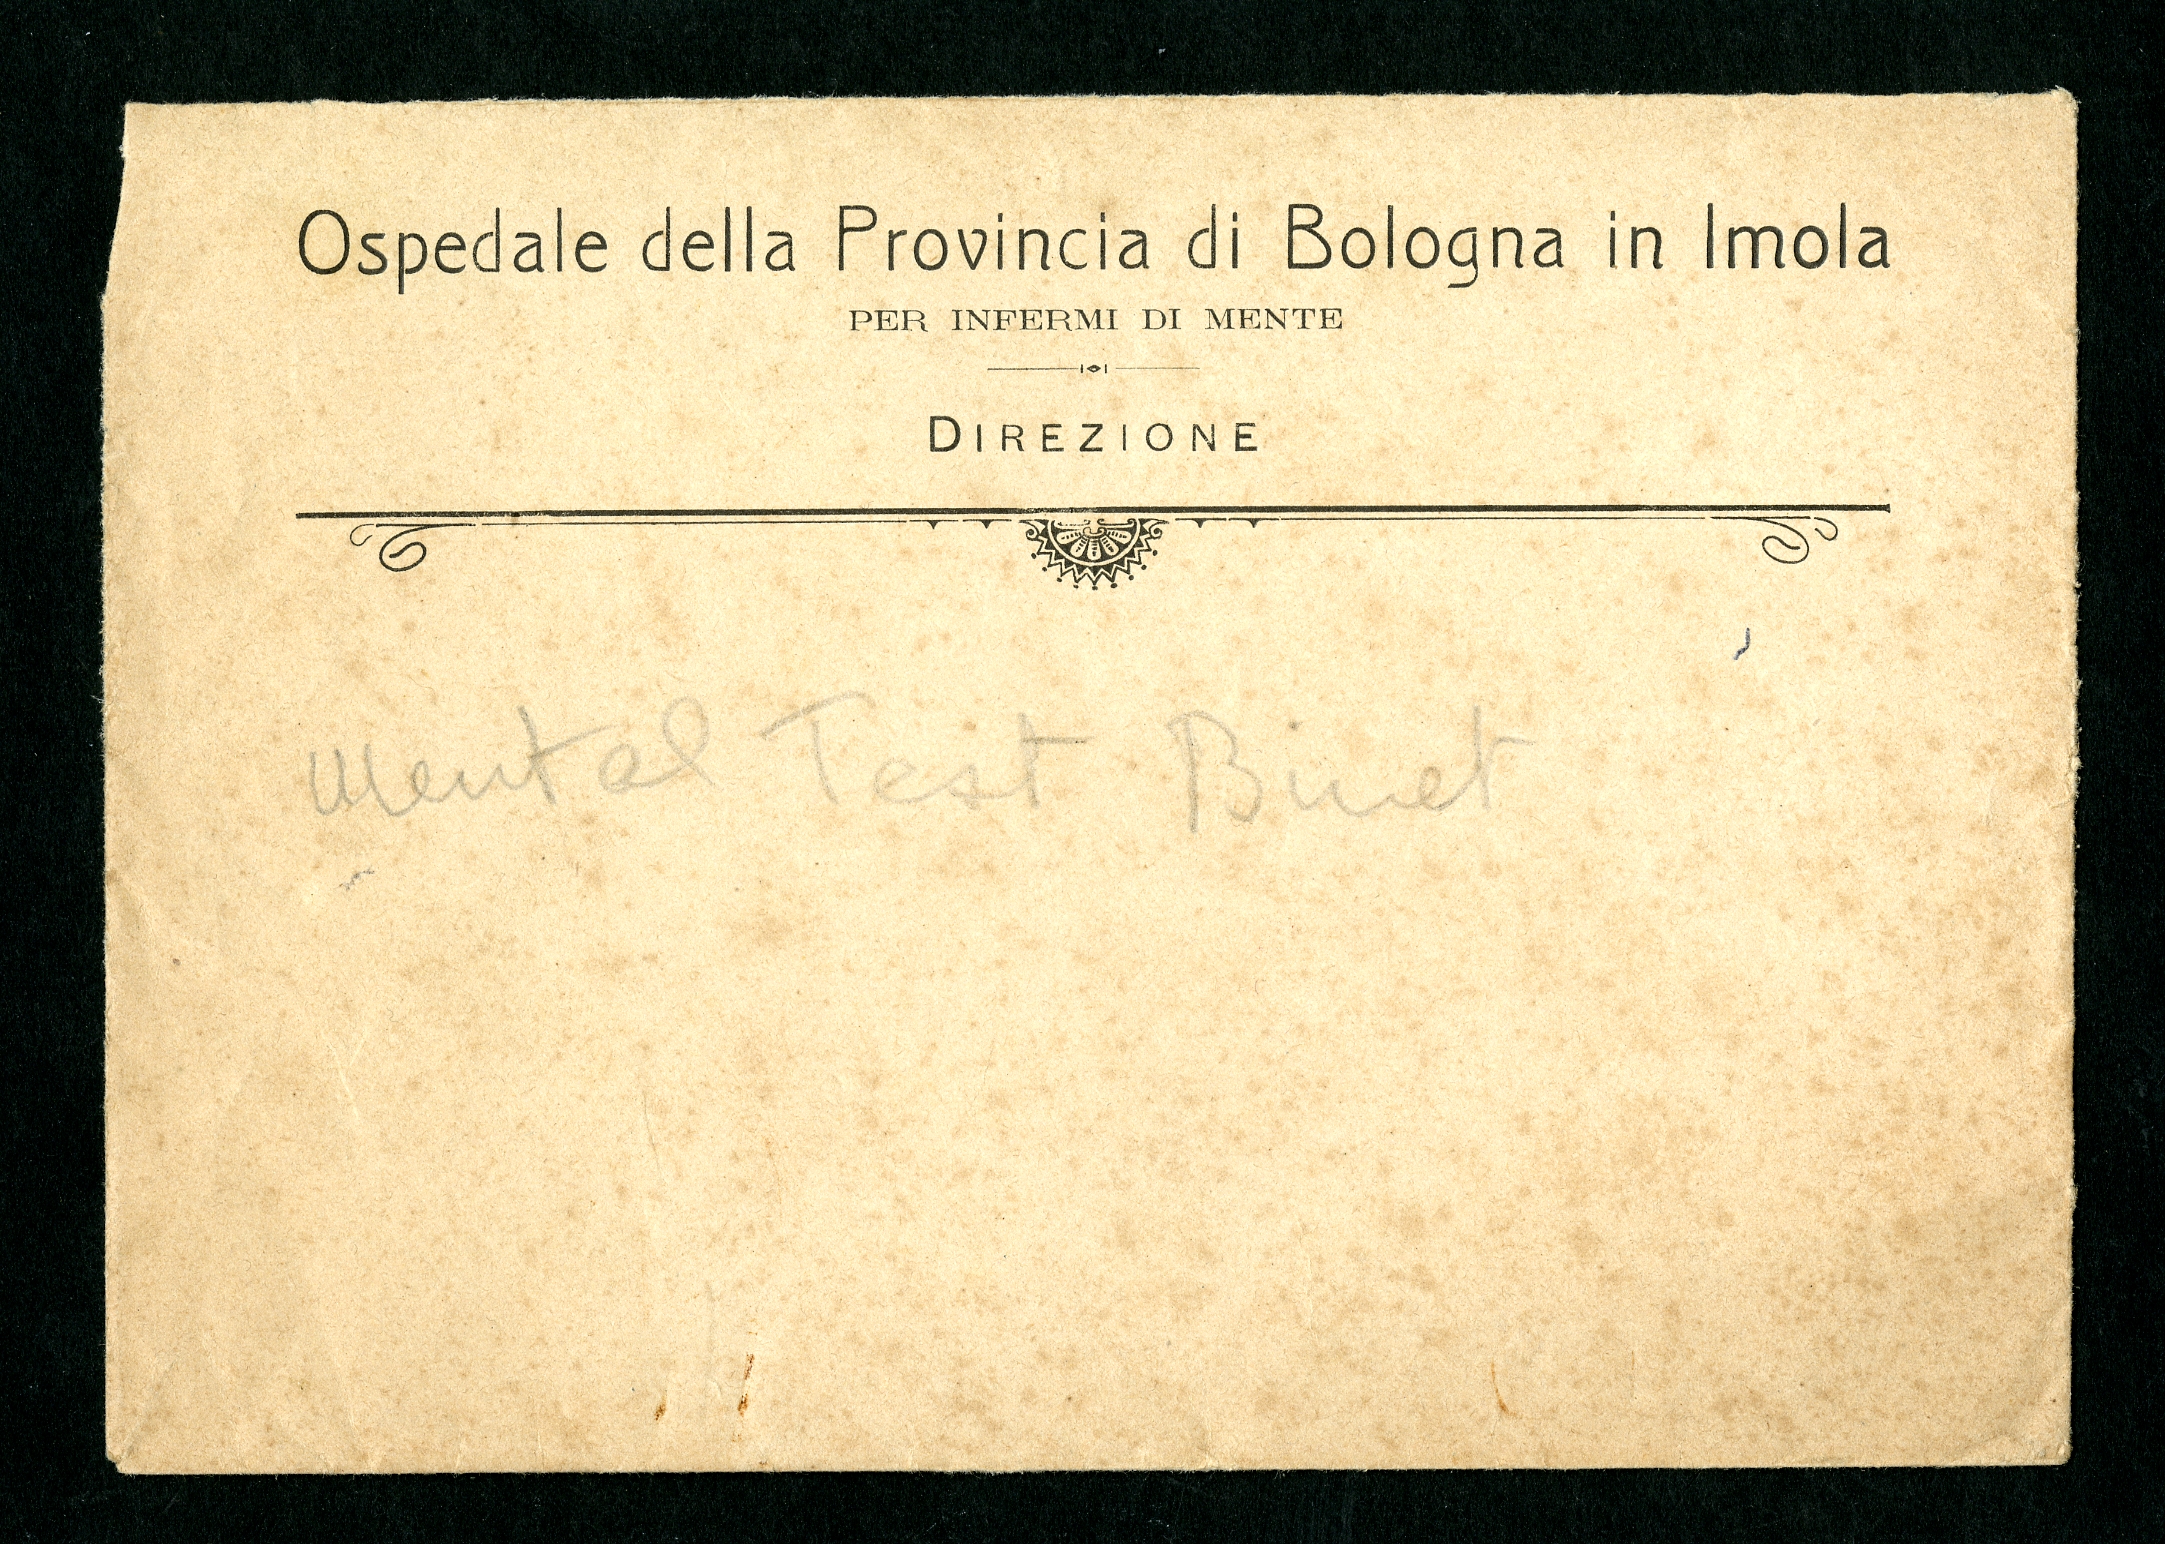 Ospedale della Provincia di Bologna in Imola
PER INFERMI DI MENTE
DIREZIONE
Mental Test Binet